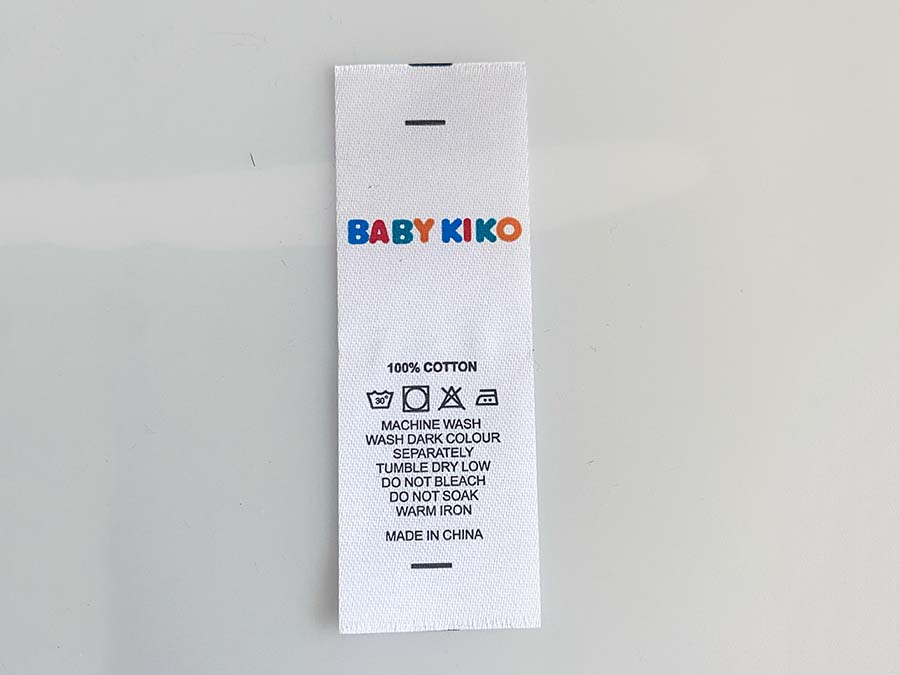 BABY KIKO
100% COTTON
30°
MACHINE WASH
WASH DARK COLOUR
SEPARATELY
TUMBLE DRY LOW
DO NOT BLEACH
DO NOT SOAK
WARM IRON
MADE IN CHINA